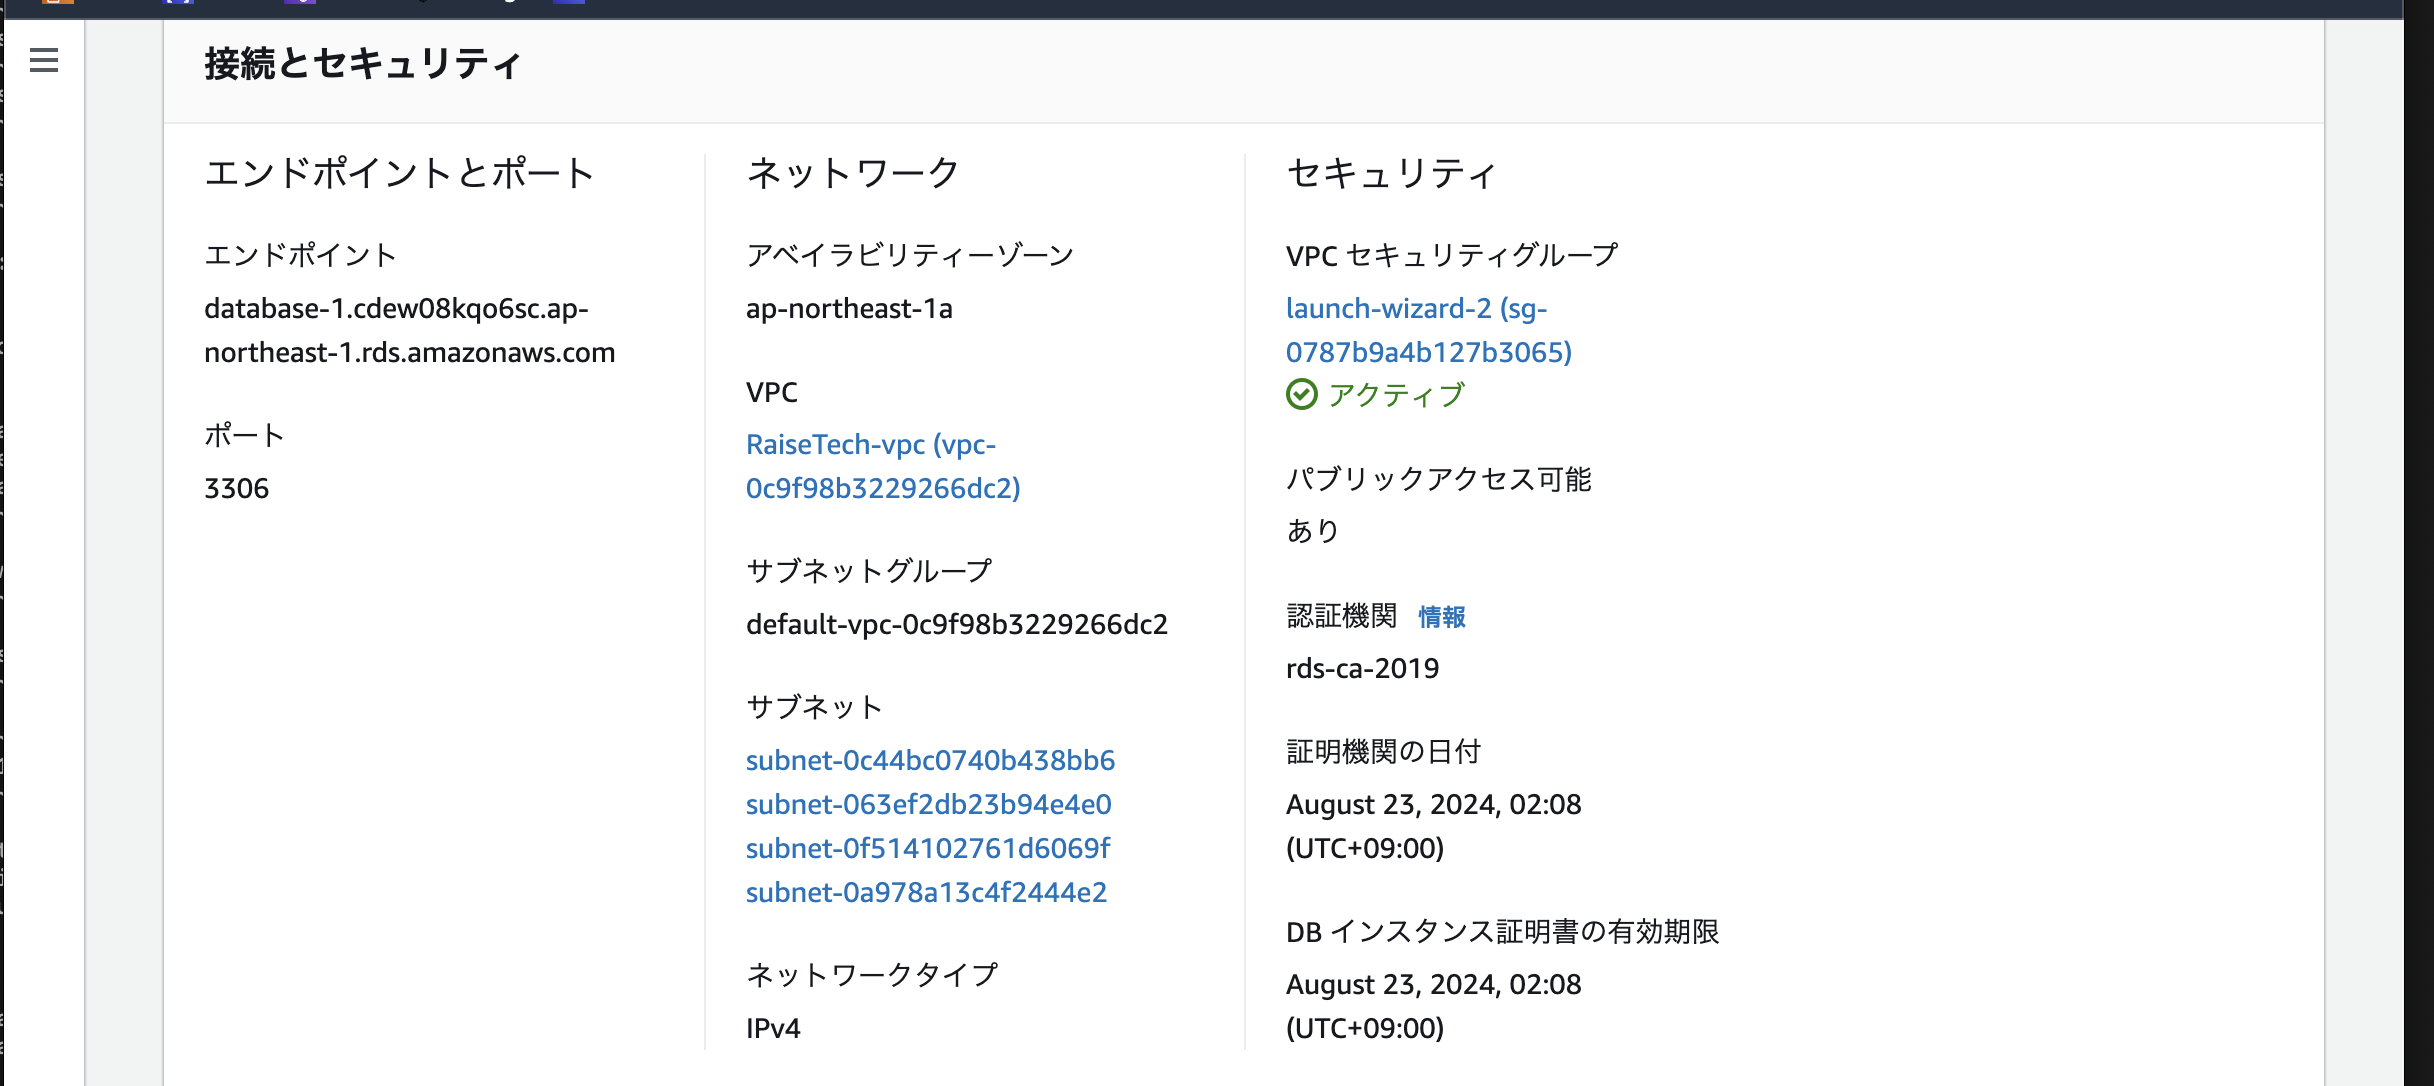 接続とセキュリティ
エンドポイントとポート
エンドポイント
database-1.cdew08kqo6sc.ap-
northeast-1.rds.amazonaws.com
ポート
3306
ネットワーク
アベイラビリティーゾーン
ap-northeast-1a
VPC
RaiseTech-vpc (vpc-
0c9f98b3229266dc2)
サブネットグループ
default-vpc-0c9f98b3229266dc2
サブネット
subnet-0c44bc0740b438bb6
subnet-063ef2db23b94e4e0
subnet-0f514102761d6069f
subnet-0a978a13c4f2444e2
ネットワークタイプ
IPv4
セキュリティ
VPC セキュリティグループ
launch-wizard-2 (sg-
0787b9a4b127b3065)
アクティブ
パブリックアクセス可能
あり
認証機関 情報
rds-ca-2019
証明機関の日付
August 23, 2024, 02:08
(UTC+09:00)
DB インスタンス証明書の有効期限
August 23, 2024, 02:08
(UTC+09:00)